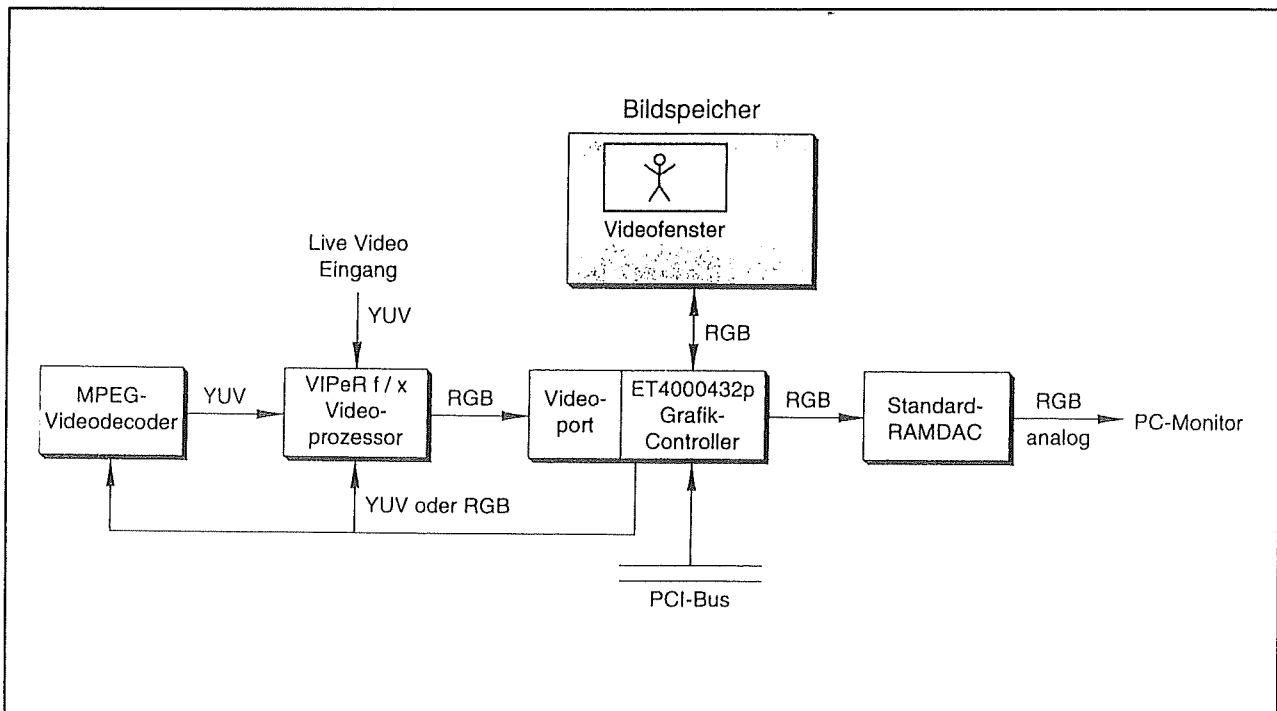 Bildspeicher
Videofenster
Live Video
Eingang
YUV
RGB
MPEG-
Videodecoder
YUV
VIPeR f / x
Video-
prozessor
RGB
Video-
port
ET4000432p
Grafik-
Controller
RGB
Standard-
RAMDAC
RGB
analog
PC-Monitor
YUV oder RGB
PCI-Bus